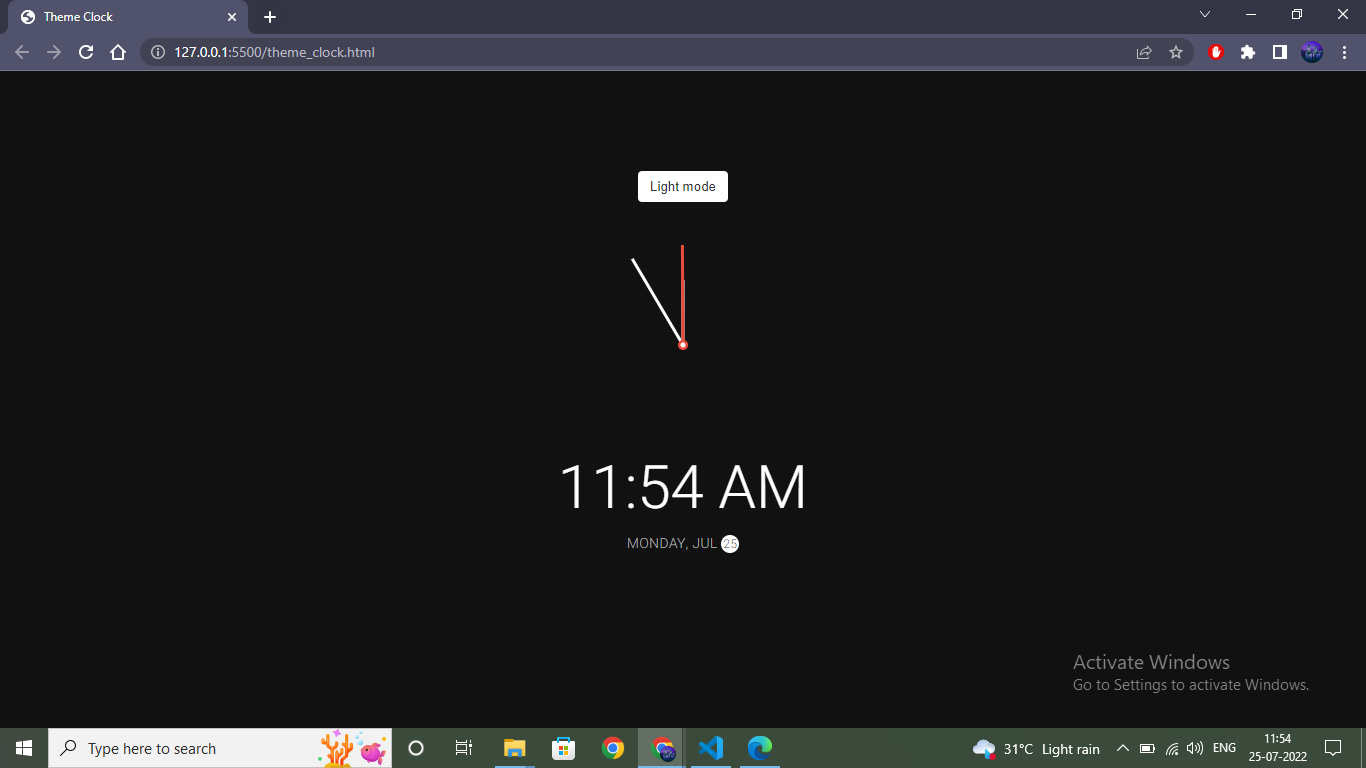 Theme Clock
127.0.0.1:5500/theme_clock.html
Light mode
11:54 AM
MONDAY, JUL 25
Activate Windows
Go to Settings to activate Windows.
Type here to search
31°C Light rain
ENG
11:54
25-07-2022